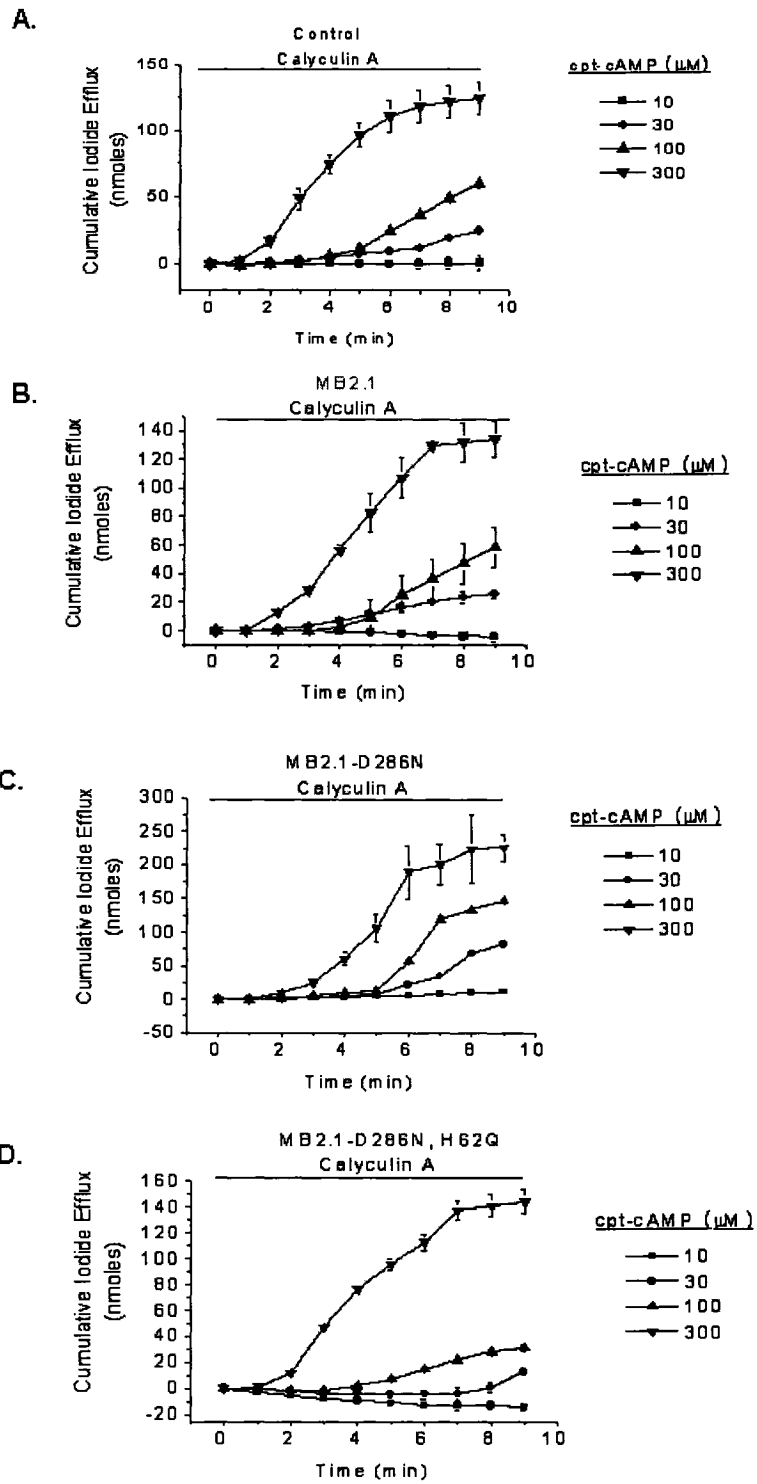 A.
Control
Calyculin A
cpt-cAMP (µM)
10
30
100
300
Cumulative Iodide Efflux
(nmoles)
150
100
50
0
0 2 4 6 8 10
Time (min)
B.
MB2.1
Calyculin A
cpt-cAMP (µM)
10
30
100
300
Cumulative Iodide Efflux
(nmoles)
140
120
100
80
60
40
20
0
0 2 4 6 8 10
Time (min)
C.
MB2.1-D286N
Calyculin A
cpt-cAMP (µM)
10
30
100
300
Cumulative Iodide Efflux
(nmoles)
300
250
200
150
100
50
0
-50
0 2 4 6 8 10
Time (min)
D.
MB2.1-D286N, H62Q
Calyculin A
cpt-cAMP (µM)
10
30
100
300
Cumulative Iodide Efflux
(nmoles)
160
140
120
100
80
60
40
20
0
-20
0 2 4 6 8 10
Time (min)